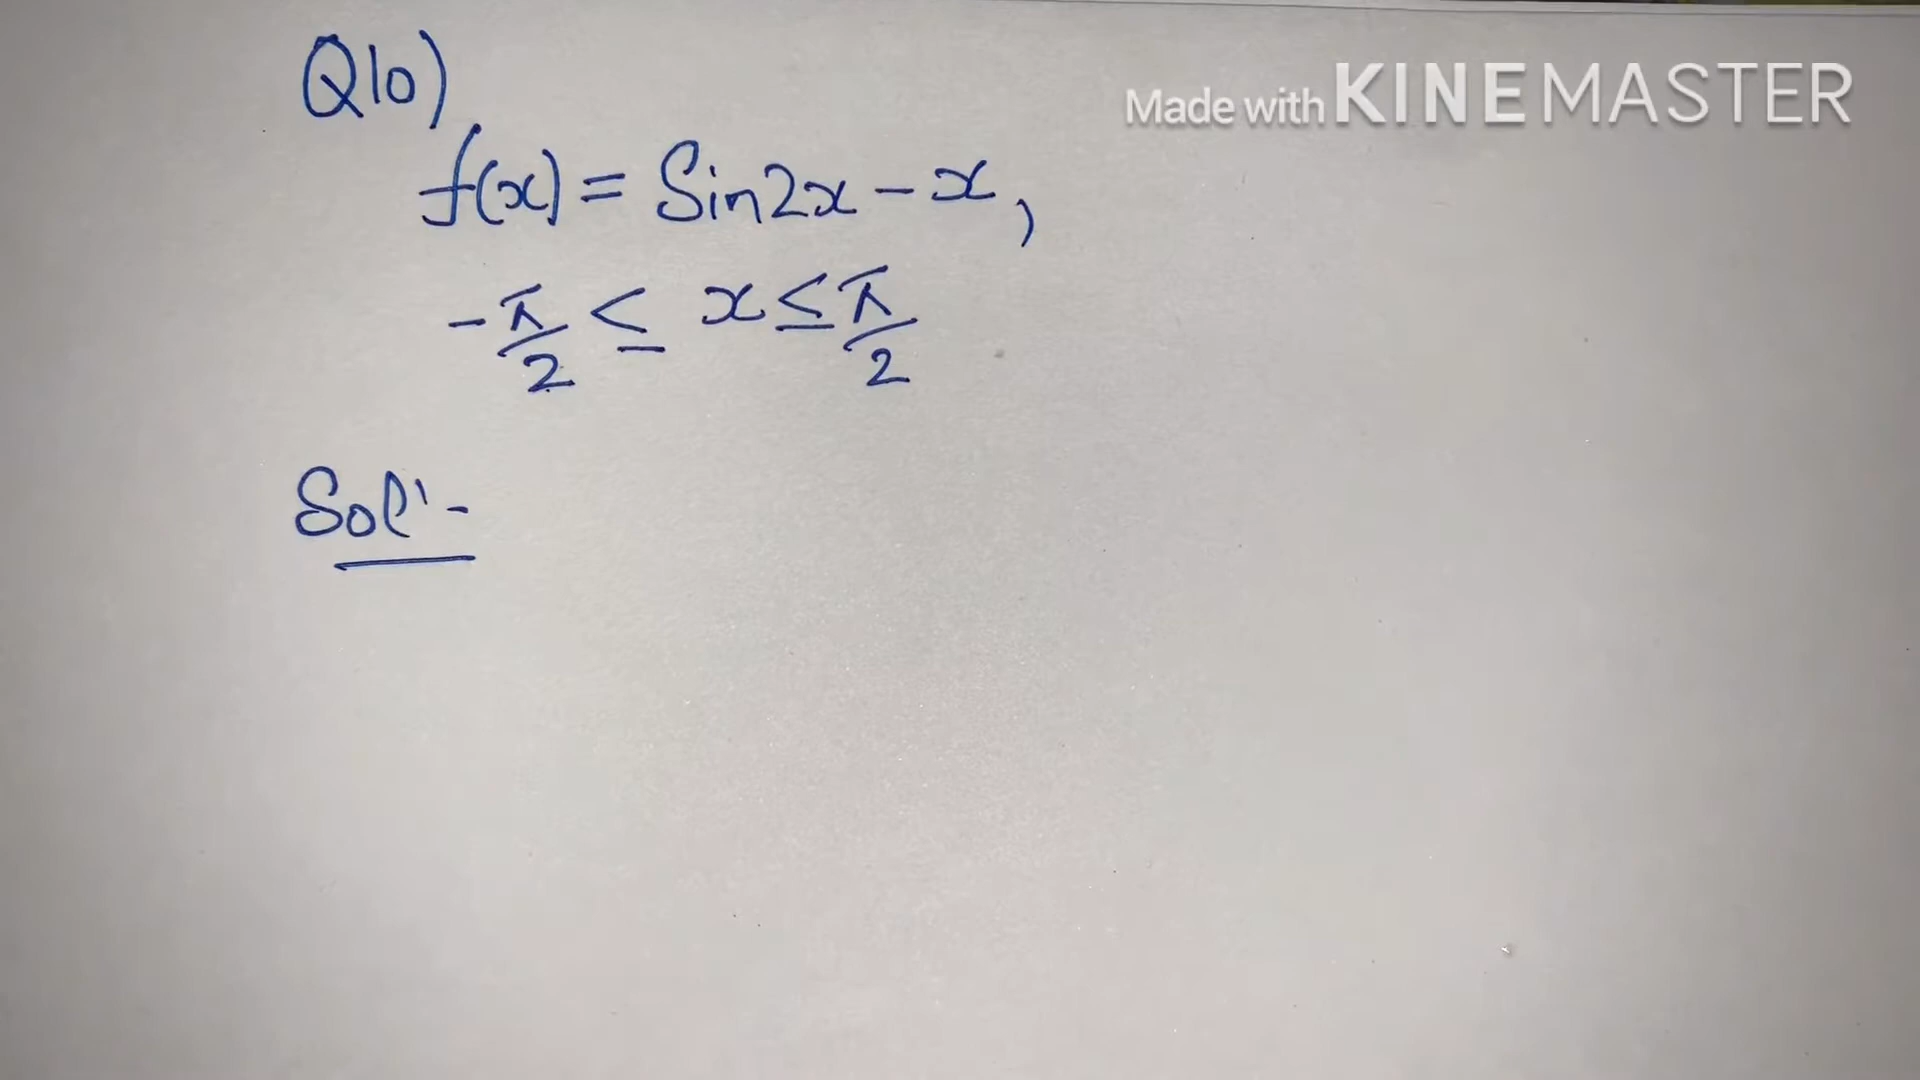 Q10)
Made with KINEMASTER
f(x) = Sin2x - x,
-π/2 ≤ x ≤ π/2
Sol:-